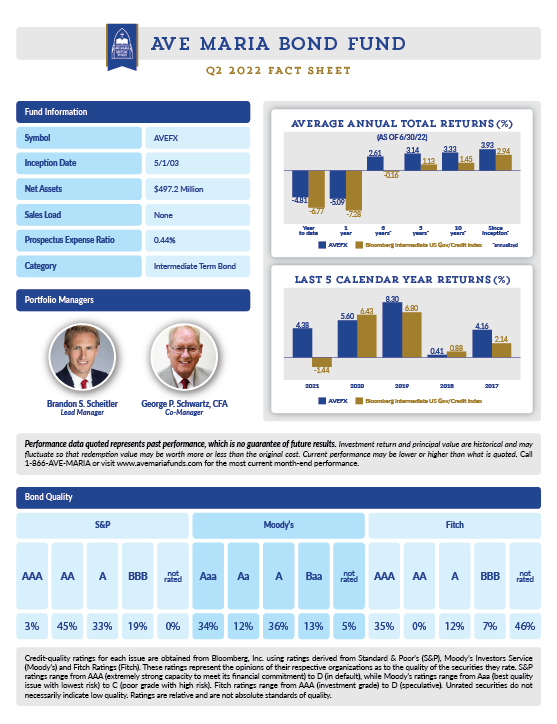 AVE MARIA BOND FUND
Q2 2022 FACT SHEET
Fund Information
Symbol AVEFX
Inception Date 5/1/03
Net Assets $497.2 Million
Sales Load None
Prospectus Expense Ratio 0.44%
Category Intermediate Term Bond
Portfolio Managers
Brandon S. Scheitler
Lead Manager
George P. Schwartz, CFA
Co-Manager
AVERAGE ANNUAL TOTAL RETURNS (%)
(AS OF 6/30/22)
-4.81 -6.77 -5.09 -7.28 2.61 -0.16 3.14 1.13 3.33 1.45 3.93 2.94
Year to date
1 year
years*
5 years*
10 years*
Since Inception*
AVEFX Bloomberg Intermediate US Gov/Credit Index *annualized
LAST 5 CALENDAR YEAR RETURNS (%)
4.38 -1.44 5.60 6.43 8.30 6.80 0.41 0.88 4.16 2.14
2021 2020 2019 2018 2017
AVEFX Bloomberg Intermediate US Gov/Credit Index
Performance data quoted represents past performance, which is no guarantee of future results. Investment return and principal value are historical and may
fluctuate so that redemption value may be worth more or less than the original cost. Current performance may be lower or higher than what is quoted. Call
1-866-AVE-MARIA or visit www.avemariafunds.com for the most current month-end performance.
Bond Quality
S&P Moody's Fitch
AAA AA A BBB not rated Aaa Aa A Baa not rated AAA AA A BBB not rated
3% 45% 33% 19% 0% 34% 12% 36% 13% 5% 35% 0% 12% 7% 46%
Credit-quality ratings for each issue are obtained from Bloomberg, Inc. using ratings derived from Standard & Poor's (S&P), Moody's Investors Service
(Moody's) and Fitch Ratings (Fitch). These ratings represent the opinions of their respective organizations as to the quality of the securities they rate. S&P
ratings range from AAA (extremely strong capacity to meet its financial commitment) to D (in default), while Moody's ratings range from Aaa (best quality
issue with lowest risk) to C (poor grade with high risk). Fitch ratings range from AAA (investment grade) to D (speculative). Unrated securities do not
necessarily indicate low quality. Ratings are relative and are not absolute standards of quality.